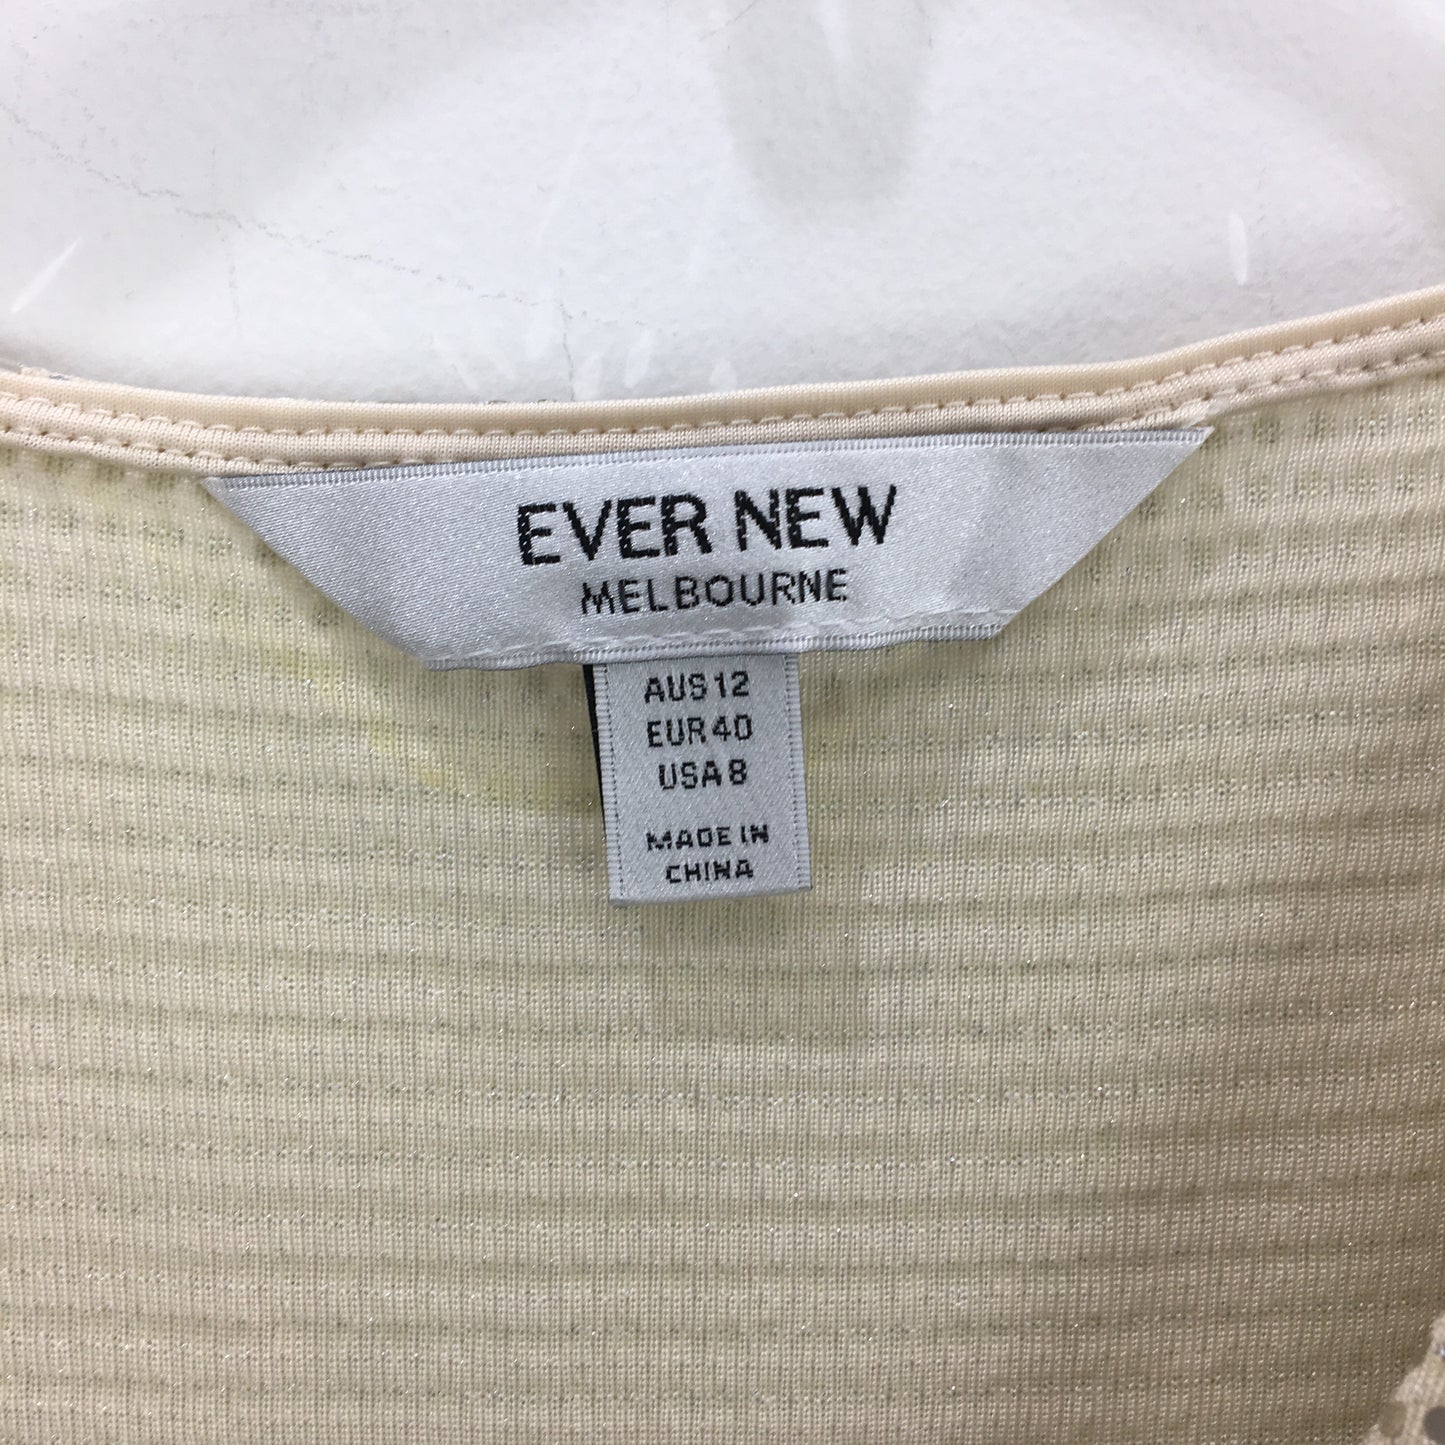 EVER NEW
MELBOURNE
AUS 12
EUR 40
USA 8
MADE IN
CHINA